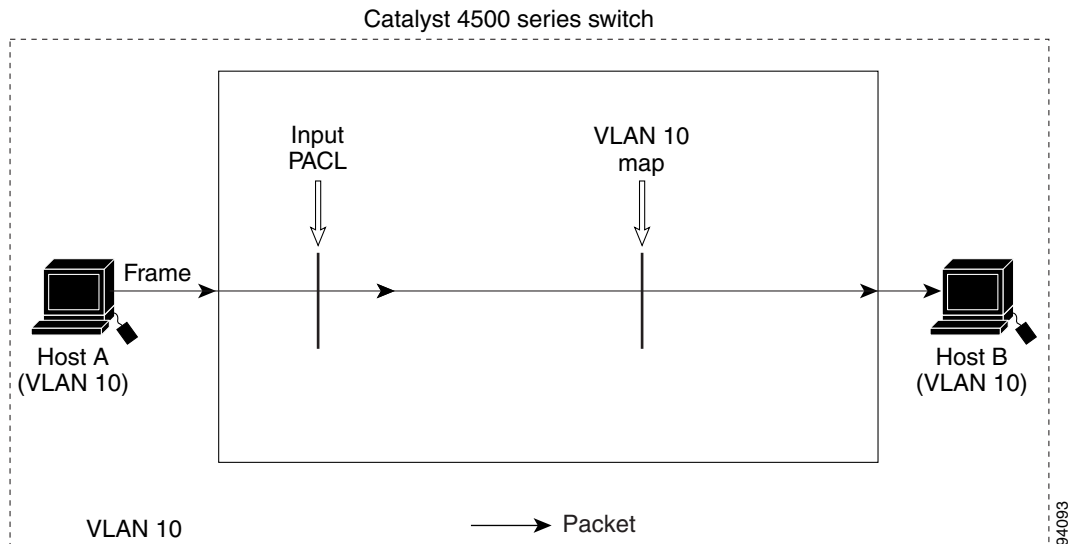 Catalyst 4500 series switch
Input
PACL
VLAN 10
map
Frame
Host A
(VLAN 10)
Host B
(VLAN 10)
VLAN 10
Packet
94093